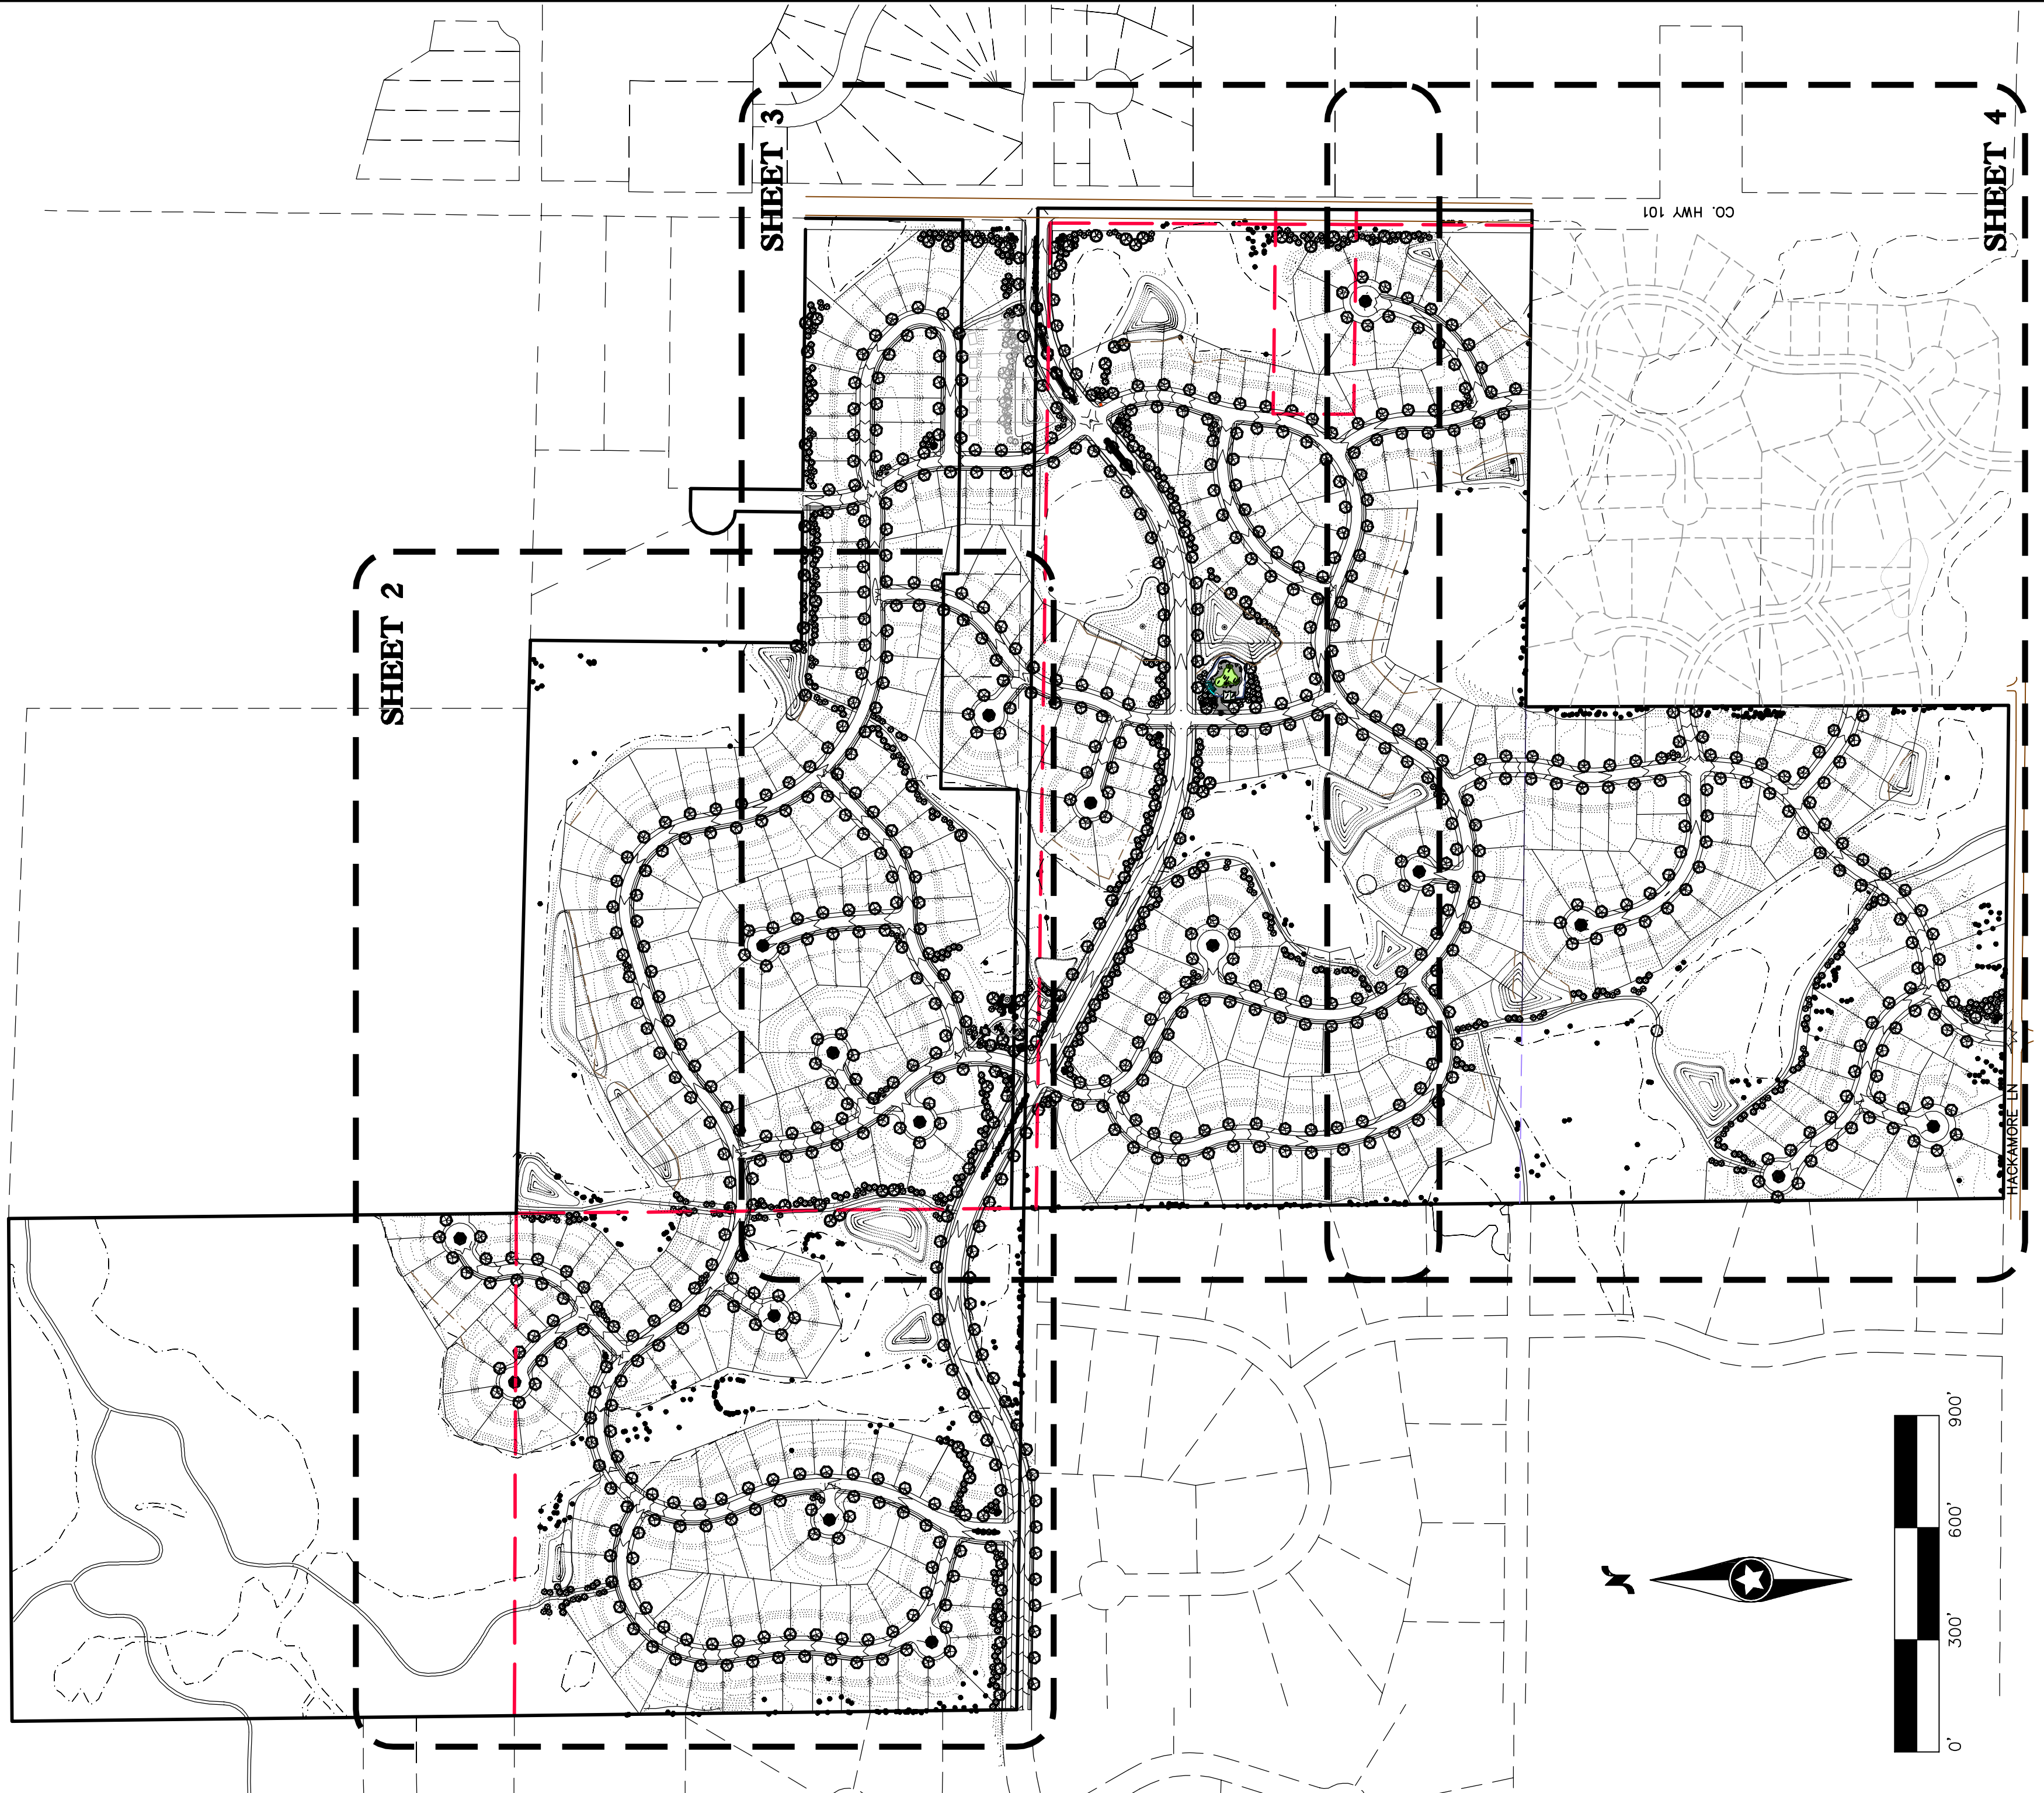 SHEET 3
SHEET 4
CO. HWY 101
SHEET 2
HACKAMORE LN
900'
600'
300'
0'
N